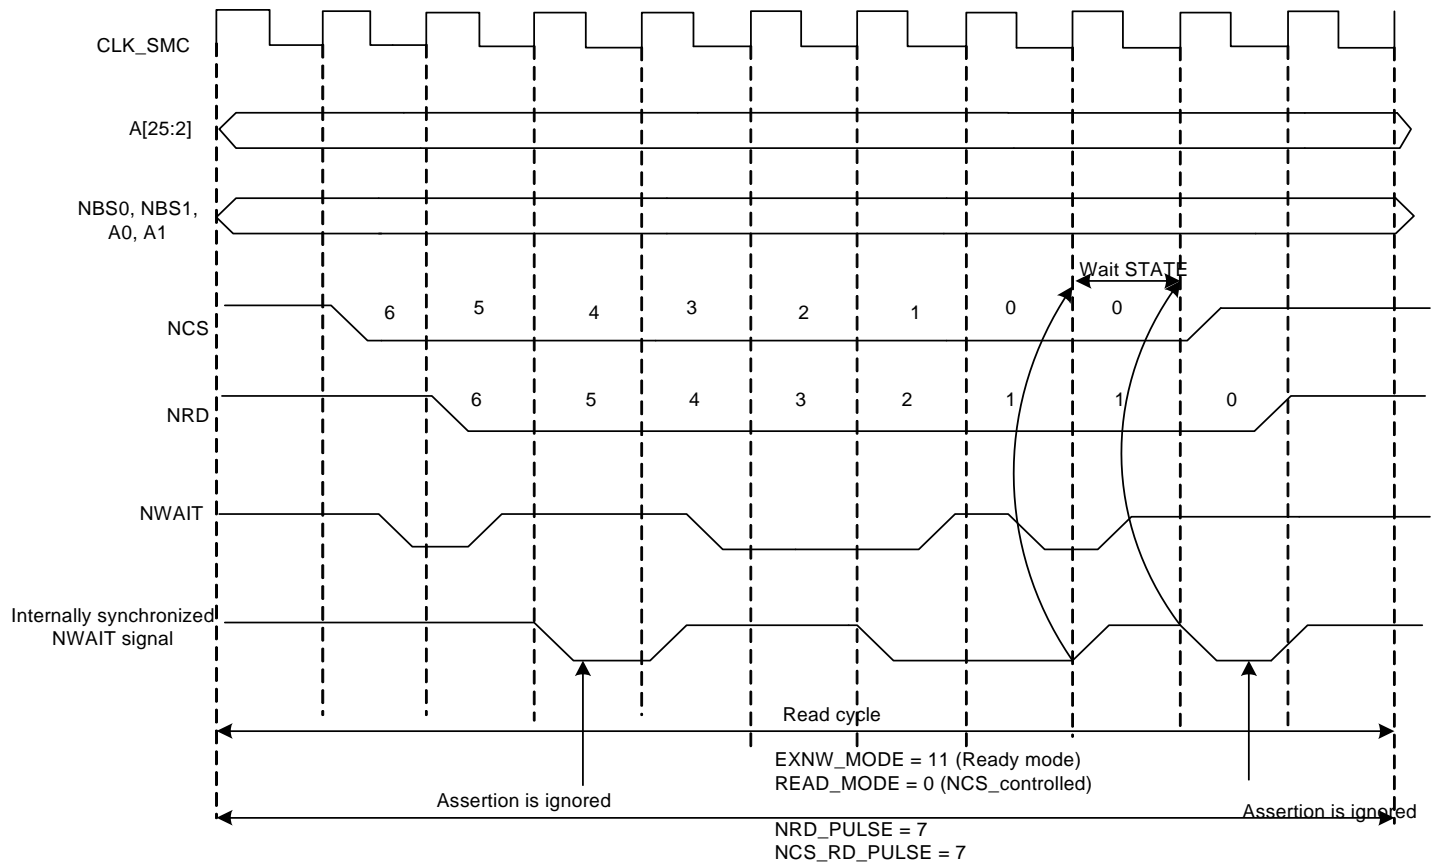 CLK_SMC
A[25:2]
NBS0, NBS1,
A0, A1
Wait STATE
NCS
6 5 4 3 2 1 0 0
NRD
6 5 4 3 2 1 1 0
NWAIT
Internally synchronized
NWAIT signal
Read cycle
EXNW_MODE = 11 (Ready mode)
READ_MODE = 0 (NCS_controlled)
Assertion is ignored
Assertion is ignored
NRD_PULSE = 7
NCS_RD_PULSE = 7